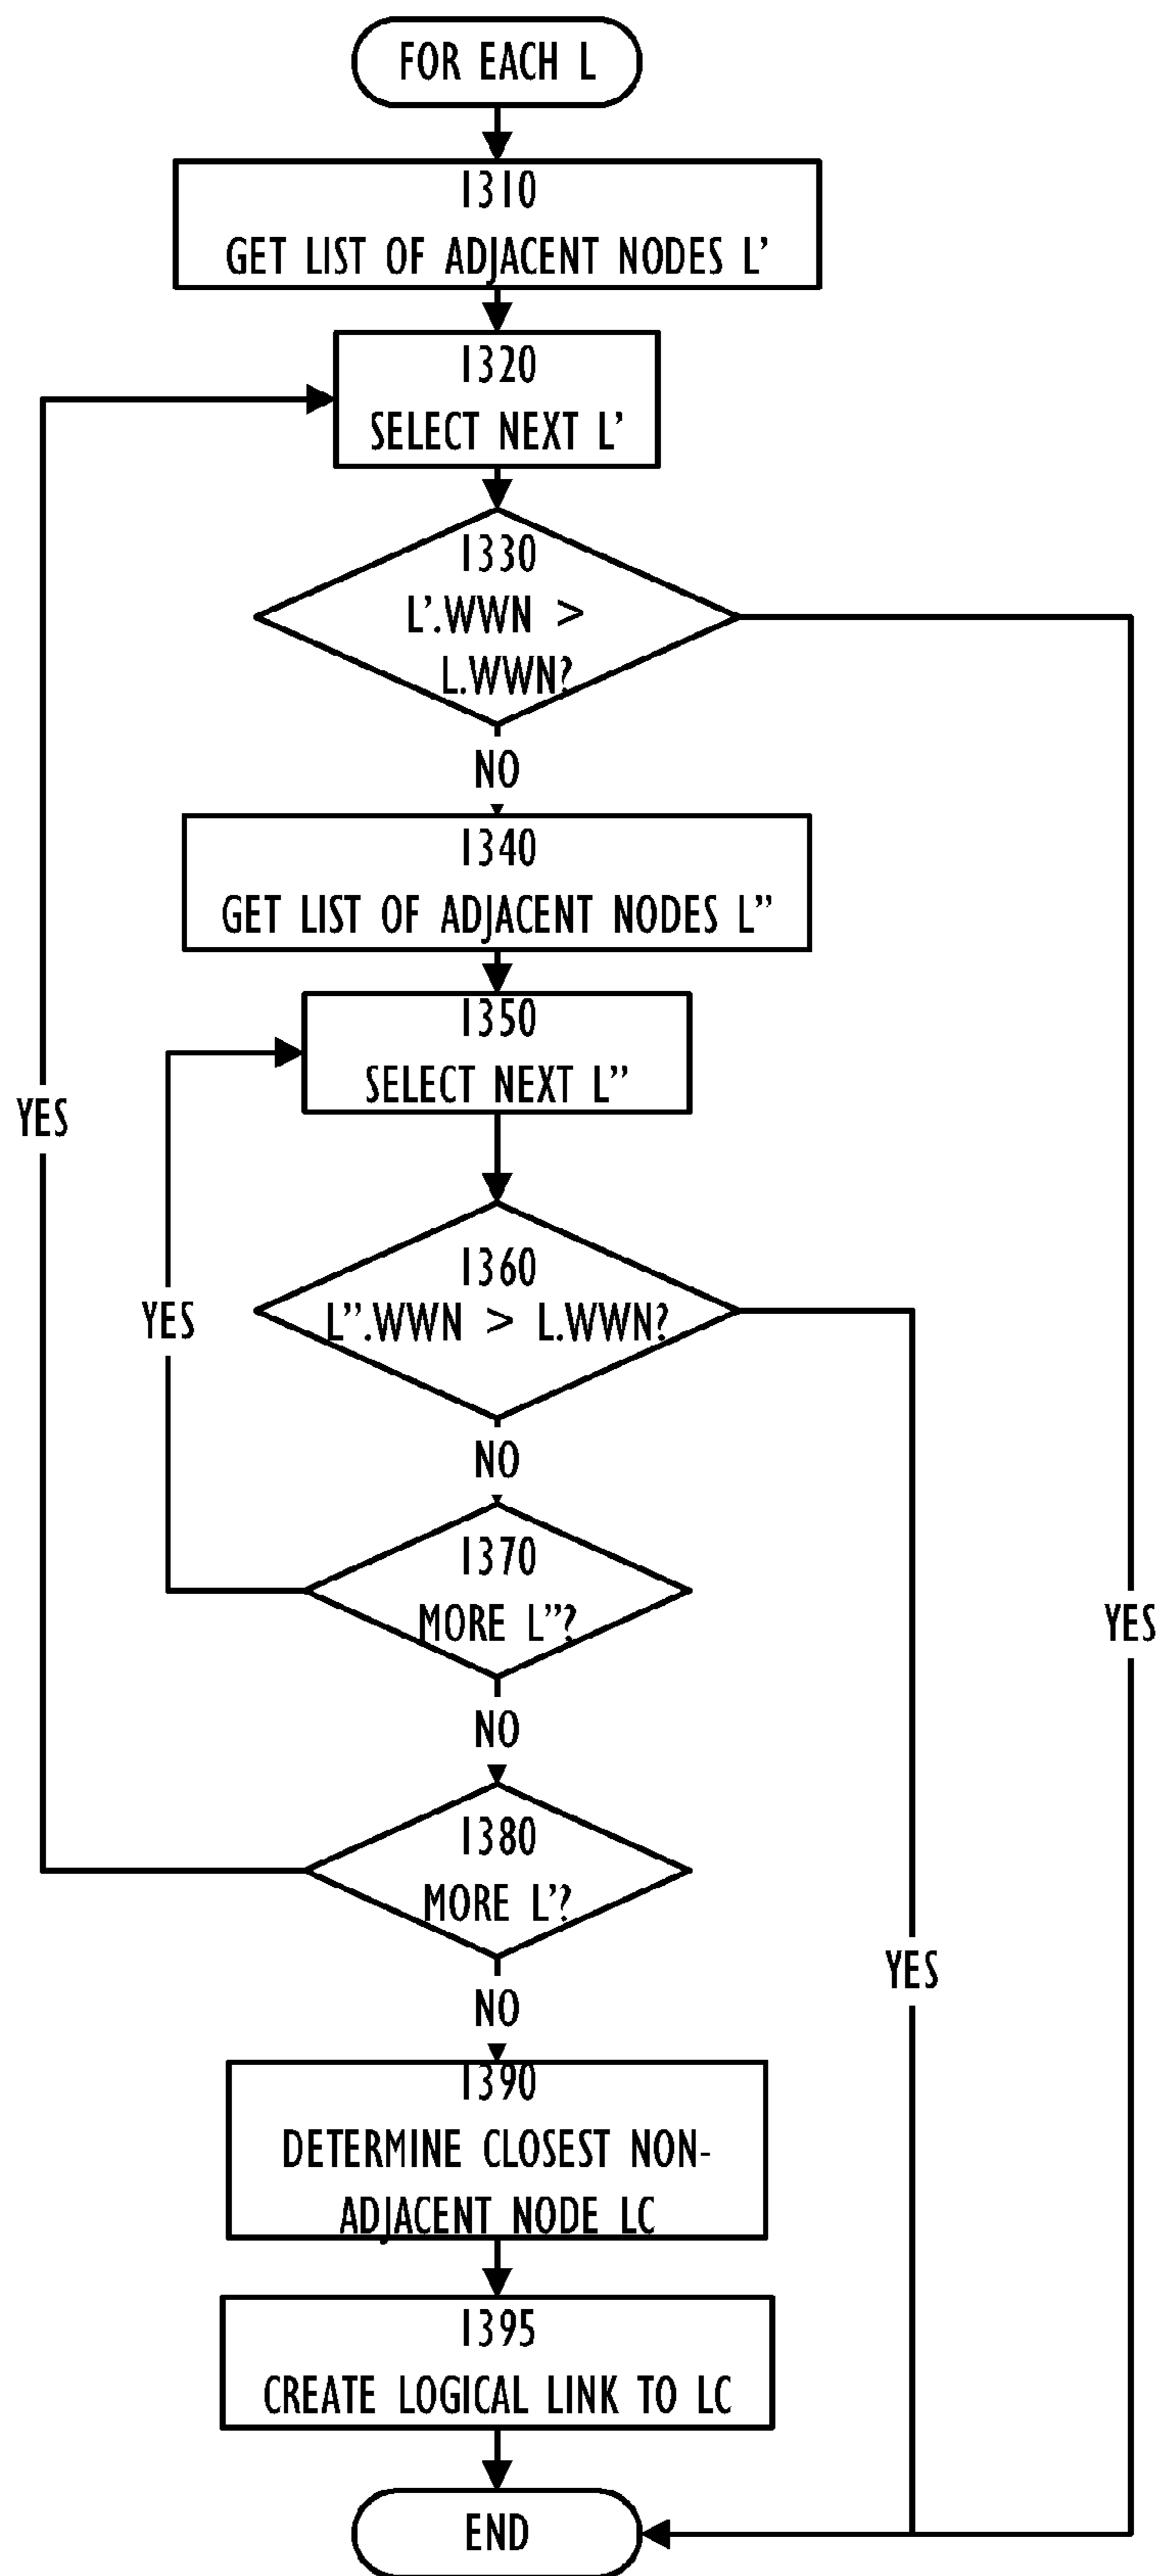 FOR EACH L
1310
GET LIST OF ADJACENT NODES L’
1320
SELECT NEXT L’
1330
L’.WWN >
L.WWN?
NO
1340
GET LIST OF ADJACENT NODES L’’
1350
SELECT NEXT L’’
YES
1360
L’’.WWN > L.WWN?
YES
NO
1370
MORE L’’?
YES
NO
1380
MORE L’?
YES
NO
1390
DETERMINE CLOSEST NON-
ADJACENT NODE LC
1395
CREATE LOGICAL LINK TO LC
END